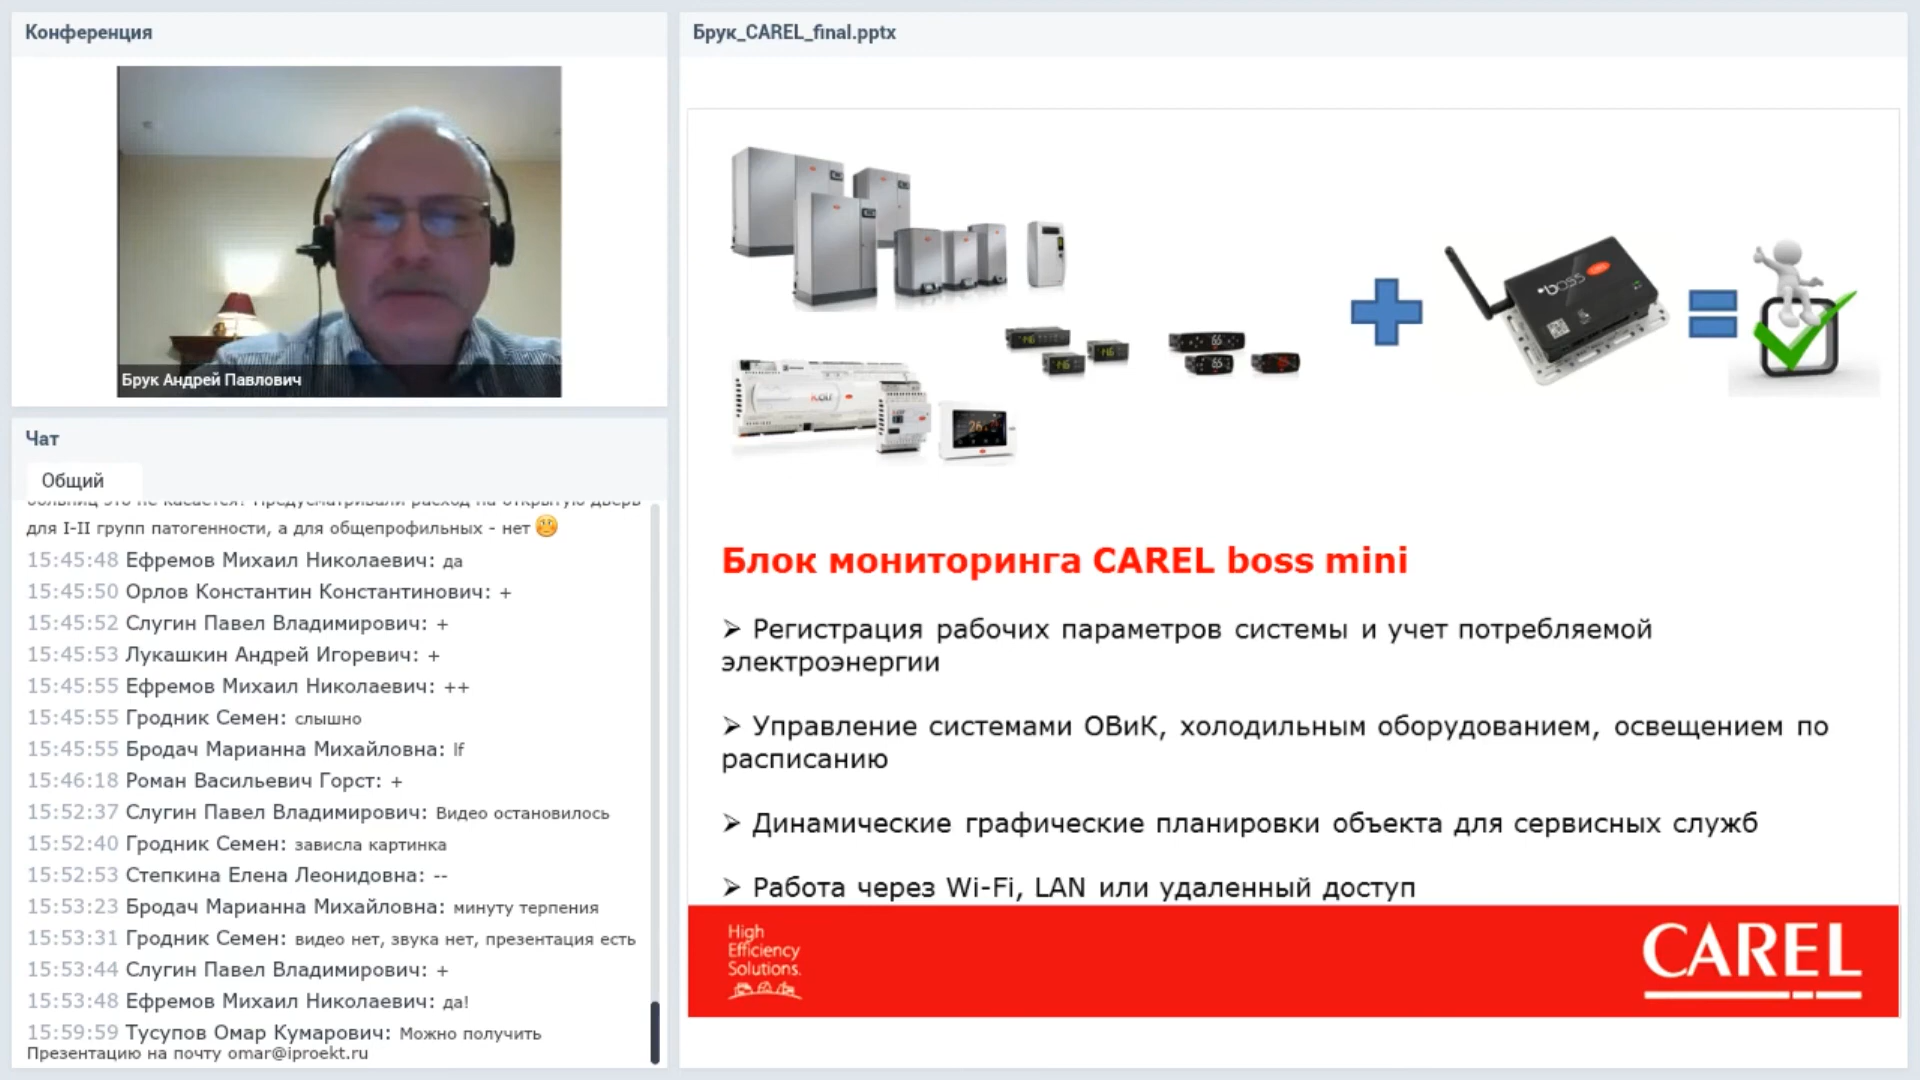 Конференция
Брук Андрей Павлович
Чат
Общий
для I-II групп патогенности, а для общепрофильных - нет
15:45:48 Ефремов Михаил Николаевич: да
15:45:50 Орлов Константин Константинович: +
15:45:52 Слугин Павел Владимирович: +
15:45:53 Лукашкин Андрей Игоревич: +
15:45:55 Ефремов Михаил Николаевич: ++
15:45:55 Гродник Семен: слышно
15:45:55 Бродач Марианна Михайловна: lf
15:46:18 Роман Васильевич Горст: +
15:52:37 Слугин Павел Владимирович: Видео остановилось
15:52:40 Гродник Семен: зависла картинка
15:52:53 Степкина Елена Леонидовна: --
15:53:23 Бродач Марианна Михайловна: минуту терпения
15:53:31 Гродник Семен: видео нет, звука нет, презентация есть
15:53:44 Слугин Павел Владимирович: +
15:53:48 Ефремов Михаил Николаевич: да!
15:59:59 Тусупов Омар Кумарович: Можно получить
Презентацию на почту omar@iproekt.ru
Брук_CAREL_final.pptx
boss
Блок мониторинга CAREL boss mini
➢ Регистрация рабочих параметров системы и учет потребляемой
электроэнергии
➢ Управление системами ОВиК, холодильным оборудованием, освещением по
расписанию
➢ Динамические графические планировки объекта для сервисных служб
➢ Работа через Wi-Fi, LAN или удаленный доступ
High
Efficiency
Solutions.
CAREL